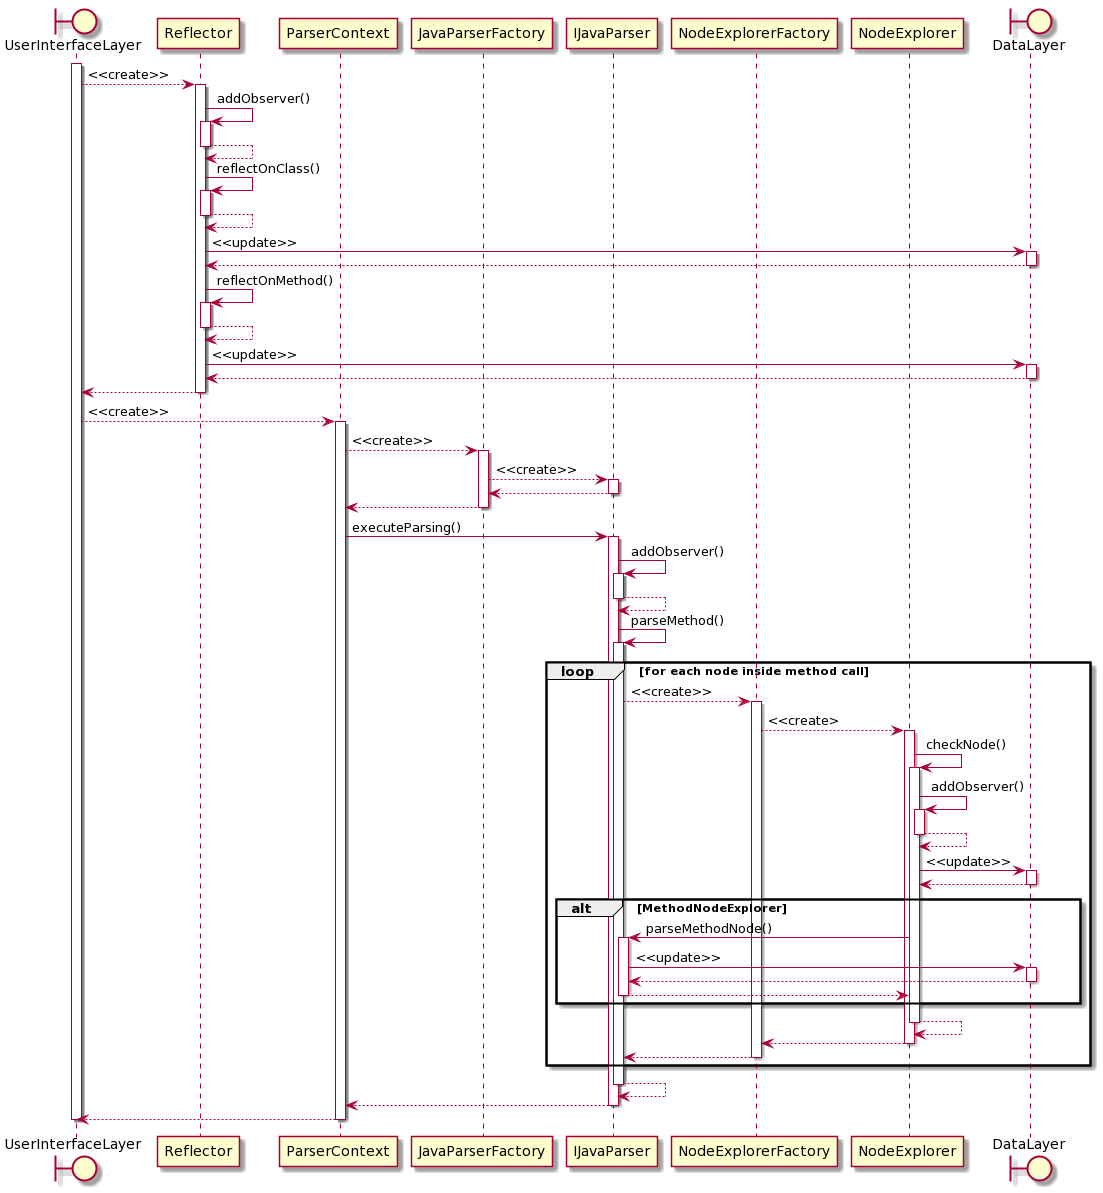 UserInterfaceLayer
Reflector
ParserContext
JavaParserFactory
IJavaParser
NodeExplorerFactory
NodeExplorer
DataLayer
<<create>>
addObserver()
reflectOnClass()
<<update>>
reflectOnMethod()
<<update>>
<<create>>
<<create>>
<<create>>
executeParsing()
addObserver()
parseMethod()
loop [for each node inside method call]
<<create>>
<<create>
checkNode()
addObserver()
<<update>>
alt [MethodNodeExplorer]
parseMethodNode()
<<update>>
UserInterfaceLayer
Reflector
ParserContext
JavaParserFactory
IJavaParser
NodeExplorerFactory
NodeExplorer
DataLayer